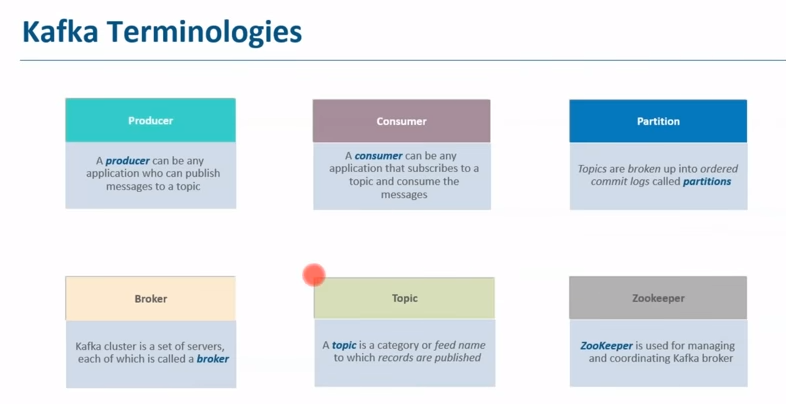 Kafka Terminologies
Producer
A producer can be any
application who can publish
messages to a topic
Consumer
A consumer can be any
application that subscribes to a
topic and consume the
messages
Partition
Topics are broken up into ordered
commit logs called partitions
Broker
Kafka cluster is a set of servers,
each of which is called a broker
Topic
A topic is a category or feed name
to which records are published
Zookeeper
ZooKeeper is used for managing
and coordinating Kafka broker